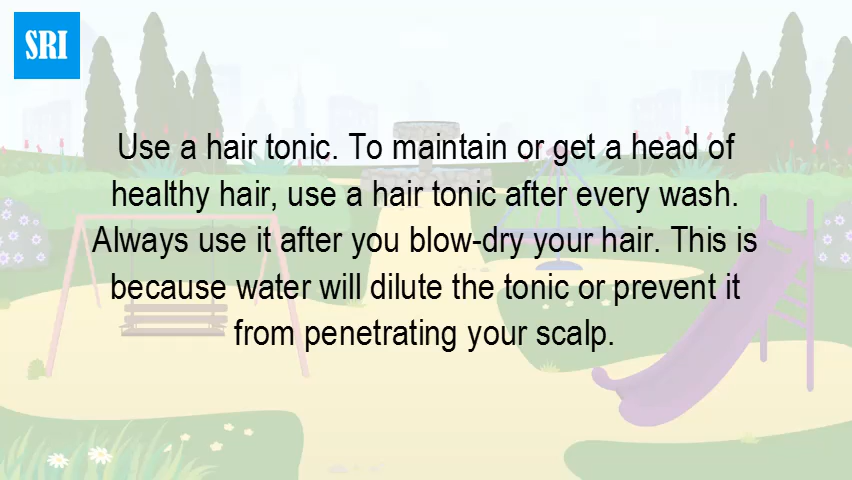 SRI
Use a hair tonic. To maintain or get a head of
healthy hair, use a hair tonic after every wash.
Always use it after you blow-dry your hair. This is
because water will dilute the tonic or prevent it
from penetrating your scalp.